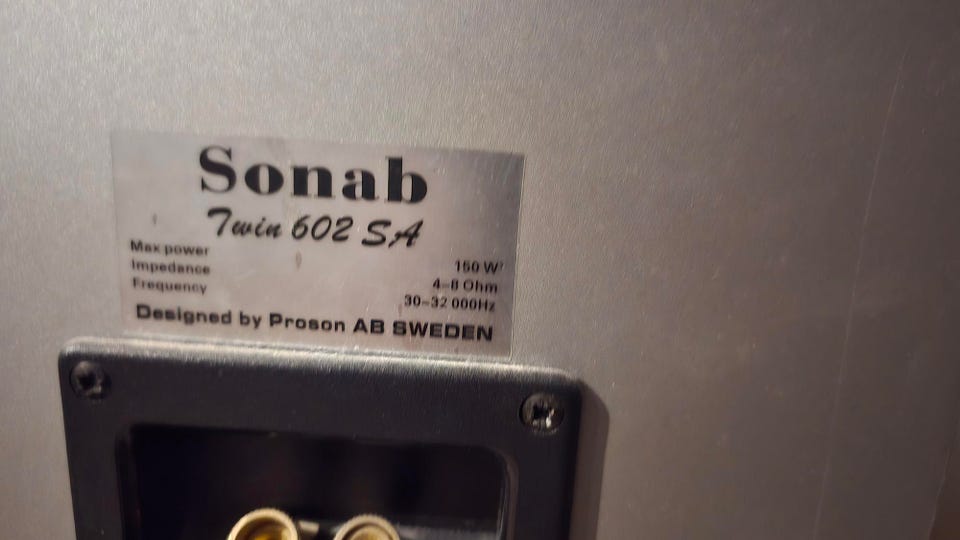 Sonab
Twin 602 SA
Max power 150 W
Impedance 4-8 Ohm
Frequency 30-32 000Hz
Designed by Proson AB SWEDEN